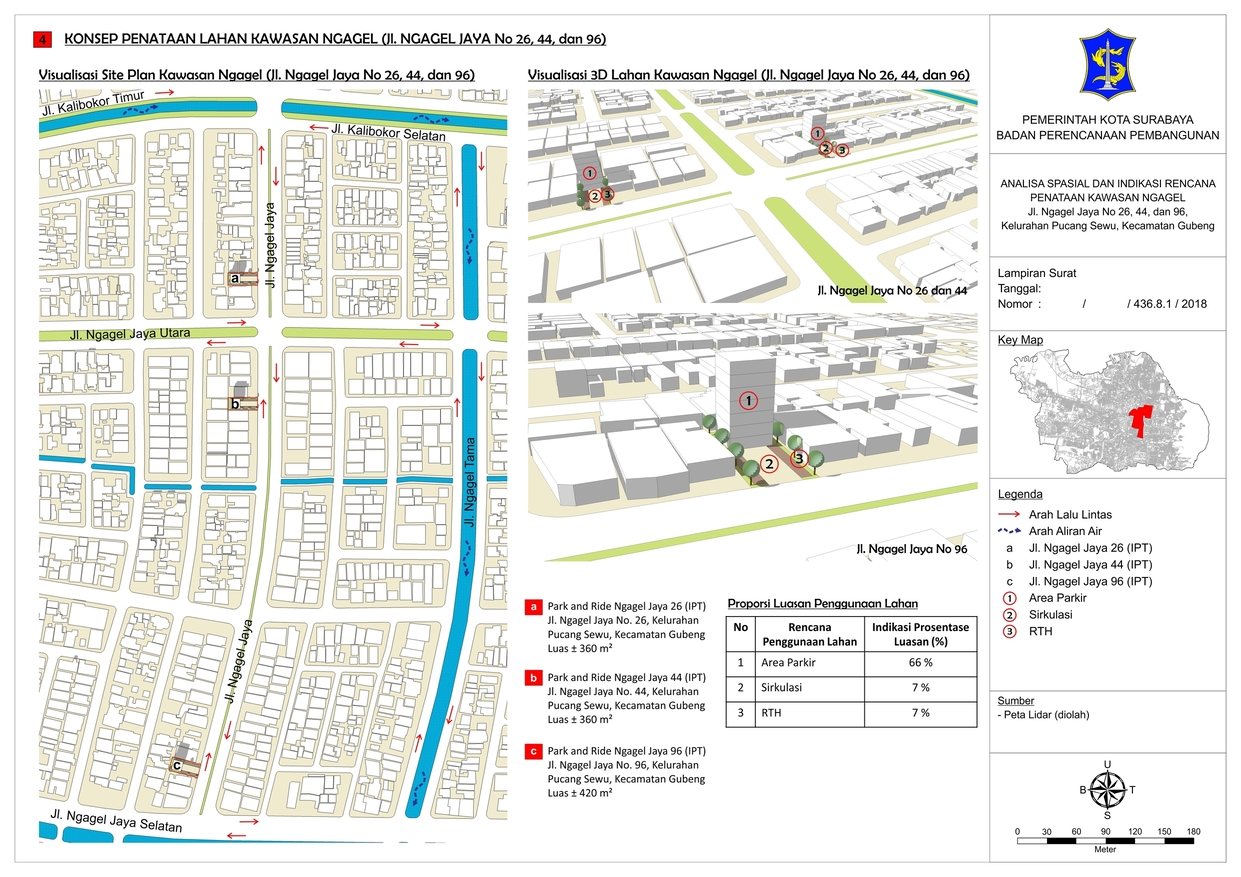 4 KONSEP PENATAAN LAHAN KAWASAN NGAGEL (Jl. NGAGEL JAYA No 26, 44, dan 96)
Visualisasi Site Plan Kawasan Ngagel (Jl. Ngagel Jaya No 26, 44, dan 96)
Jl. Kalibokor Timur
Jl. Kalibokor Selatan
Jl. Ngagel Jaya
a
Jl. Ngagel Jaya Utara
b
Jl. Ngagel Tama
Jl. Ngagel Jaya
c
Jl. Ngagel Jaya Selatan
Visualisasi 3D Lahan Kawasan Ngagel (Jl. Ngagel Jaya No 26, 44, dan 96)
1
2
3
1
2
3
Jl. Ngagel Jaya No 26 dan 44
1
2
3
Jl. Ngagel Jaya No 96
a Park and Ride Ngagel Jaya 26 (IPT)
Jl. Ngagel Jaya No. 26, Kelurahan
Pucang Sewu, Kecamatan Gubeng
Luas ± 360 m²
b Park and Ride Ngagel Jaya 44 (IPT)
Jl. Ngagel Jaya No. 44, Kelurahan
Pucang Sewu, Kecamatan Gubeng
Luas ± 360 m²
c Park and Ride Ngagel Jaya 96 (IPT)
Jl. Ngagel Jaya No. 96, Kelurahan
Pucang Sewu, Kecamatan Gubeng
Luas ± 420 m²
Proporsi Luasan Penggunaan Lahan
No Rencana Penggunaan Lahan Indikasi Prosentase Luasan (%)
1 Area Parkir 66 %
2 Sirkulasi 7 %
3 RTH 7 %
PEMERINTAH KOTA SURABAYA
BADAN PERENCANAAN PEMBANGUNAN
ANALISA SPASIAL DAN INDIKASI RENCANA
PENATAAN KAWASAN NGAGEL
Jl. Ngagel Jaya No 26, 44, dan 96,
Kelurahan Pucang Sewu, Kecamatan Gubeng
Lampiran Surat
Tanggal:
Nomor : / / 436.8.1 / 2018
Key Map
Legenda
Arah Lalu Lintas
Arah Aliran Air
a Jl. Ngagel Jaya 26 (IPT)
b Jl. Ngagel Jaya 44 (IPT)
c Jl. Ngagel Jaya 96 (IPT)
1 Area Parkir
2 Sirkulasi
3 RTH
Sumber
- Peta Lidar (diolah)
U
B T
S
0 30 60 90 120 150 180
Meter